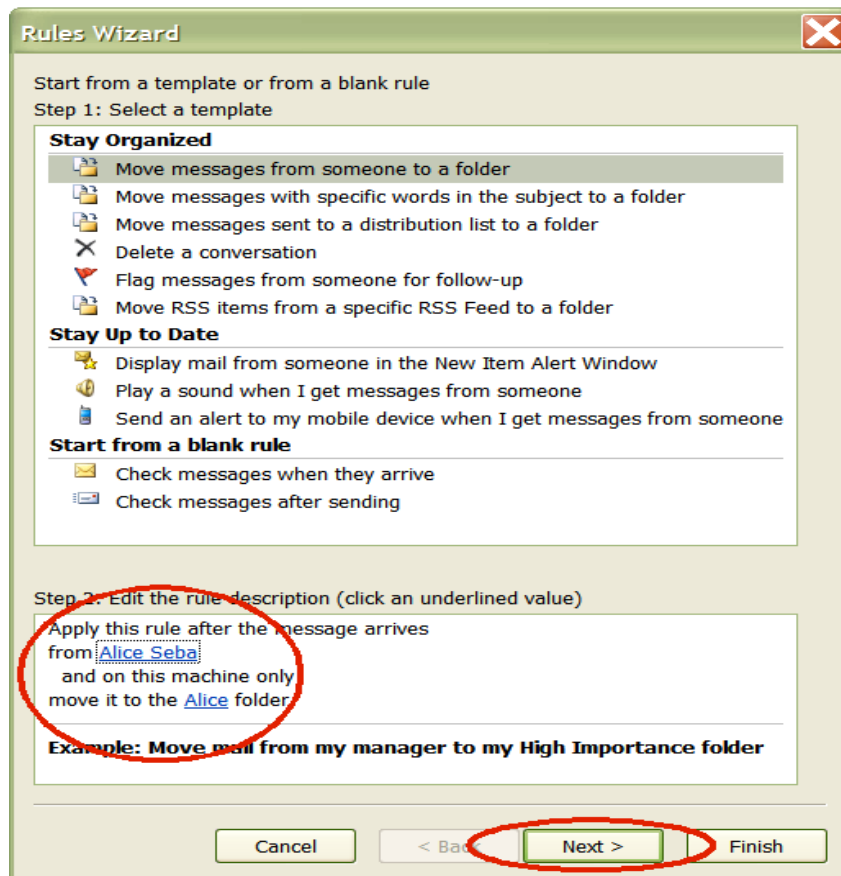 Rules Wizard
Start from a template or from a blank rule
Step 1: Select a template
Stay Organized
Move messages from someone to a folder
Move messages with specific words in the subject to a folder
Move messages sent to a distribution list to a folder
Delete a conversation
Flag messages from someone for follow-up
Move RSS items from a specific RSS Feed to a folder
Stay Up to Date
Display mail from someone in the New Item Alert Window
Play a sound when I get messages from someone
Send an alert to my mobile device when I get messages from someone
Start from a blank rule
Check messages when they arrive
Check messages after sending
Step 2: Edit the rule description (click an underlined value)
Apply this rule after the message arrives
from Alice Seba
and on this machine only
move it to the Alice folder
Example: Move mail from my manager to my High Importance folder
Cancel < Back Next > Finish